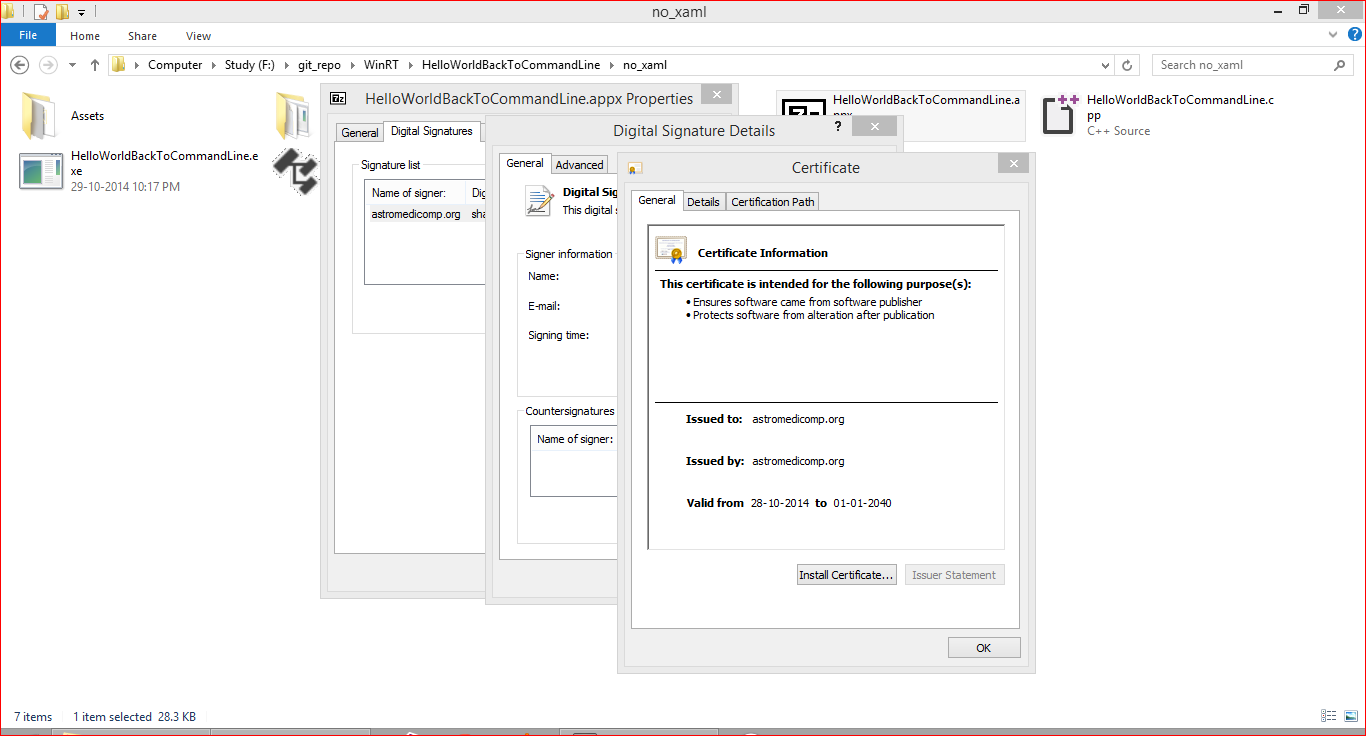 no_xaml
File Home Share View
Computer Study (F:) git_repo WinRT HelloWorldBackToCommandLine no_xaml
Search no_xaml
Assets
HelloWorldBackToCommandLine.e
xe
29-10-2014 10:17 PM
HelloWorldBackToCommandLine.a
HelloWorldBackToCommandLine.c
pp
C++ Source
HelloWorldBackToCommandLine.appx Properties
General Digital Signatures
Signature list
Name of signer:
astromedicomp.org
Digital Signature Details
?
General Advanced
Digital Sig
This digital
Signer information
Name:
E-mail:
Signing time:
Countersignatures
Name of signer:
Certificate
General Details Certification Path
Certificate Information
This certificate is intended for the following purpose(s):
• Ensures software came from software publisher
• Protects software from alteration after publication
Issued to: astromedicomp.org
Issued by: astromedicomp.org
Valid from 28-10-2014 to 01-01-2040
Install Certificate... Issuer Statement
OK
7 items 1 item selected 28.3 KB